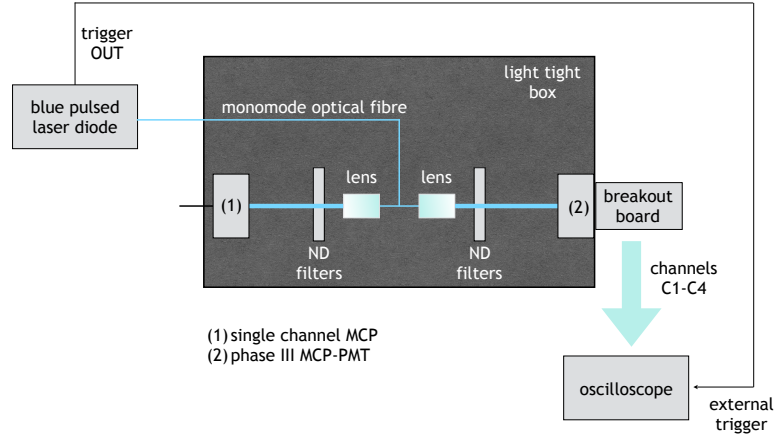 trigger
OUT
light tight
box
blue pulsed
laser diode
monomode optical fibre
lens
lens
(1)
(2)
breakout
board
ND
filters
ND
filters
channels
C1-C4
(1) single channel MCP
(2) phase III MCP-PMT
oscilloscope
external
trigger